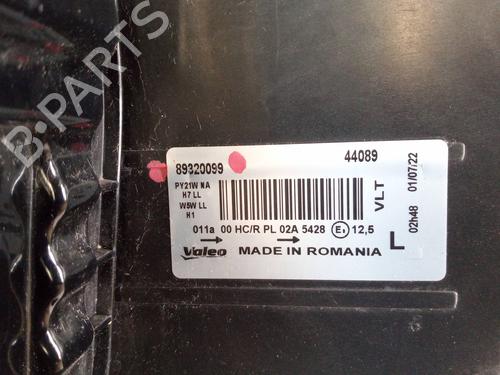 B-PARTS
89320099
44089
PY21W NA
H7 LL
W5W LL
H1
VLT
01/07/22
02h48
011a 00 HC/R PL 02A 5428 E1 12,5
L
Valeo
MADE IN ROMANIA